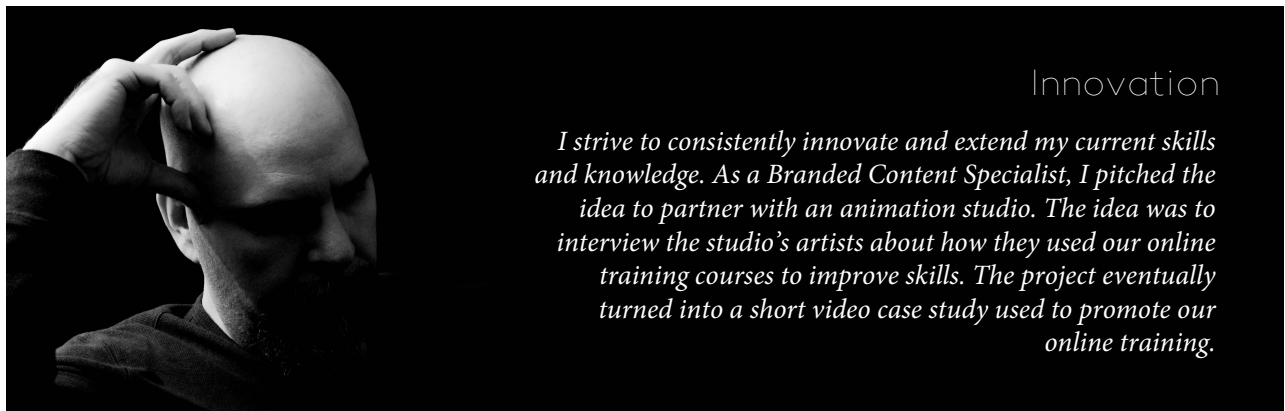 Innovation
I strive to consistently innovate and extend my current skills
and knowledge. As a Branded Content Specialist, I pitched the
idea to partner with an animation studio. The idea was to
interview the studio’s artists about how they used our online
training courses to improve skills. The project eventually
turned into a short video case study used to promote our
online training.